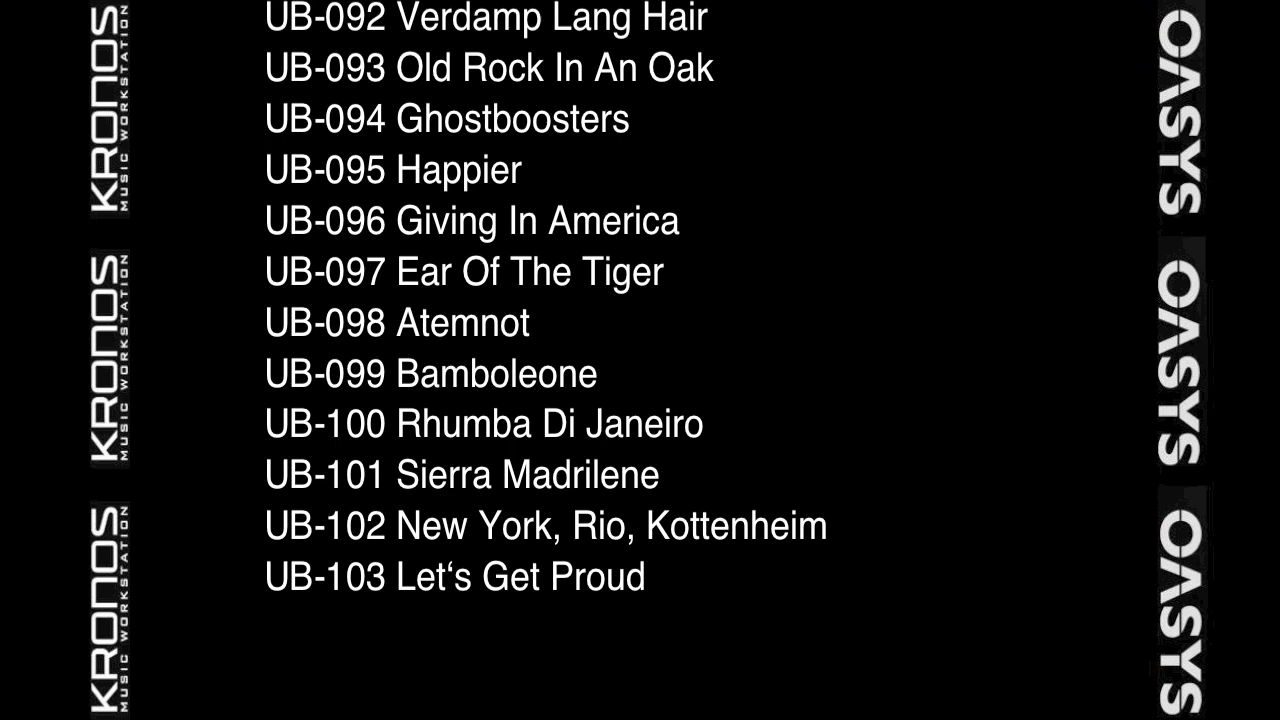 UB-092 Verdamp Lang Hair
UB-093 Old Rock In An Oak
UB-094 Ghostboosters
UB-095 Happier
UB-096 Giving In America
UB-097 Ear Of The Tiger
UB-098 Atemnot
UB-099 Bamboleone
UB-100 Rhumba Di Janeiro
UB-101 Sierra Madrilene
UB-102 New York, Rio, Kottenheim
UB-103 Let‘s Get Proud
KRONOS
MUSIC WORKSTATION
KRONOS
MUSIC WORKSTATION
KRONOS
MUSIC WORKSTATION
OASYS
OASYS
OASYS